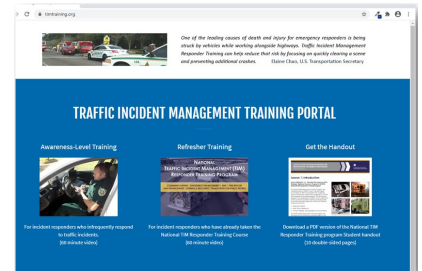 timtraining.org
One of the leading causes of death and injury for emergency responders is being
struck by vehicles while working alongside highways. Traffic Incident Management
Responder Training can help reduce that risk by focusing on quickly clearing a scene
and preventing additional crashes. Elaine Chao, U.S. Transportation Secretary
TRAFFIC INCIDENT MANAGEMENT TRAINING PORTAL
Awareness-Level Training
Refresher Training
Get the Handout
NATIONAL
TRAFFIC INCIDENT MANAGEMENT (TIM)
RESPONDER TRAINING PROGRAM
For incident responders who infrequently respond
to traffic incidents.
(60 minute video)
For incident responders who have already taken the
National TIM Responder Training Course
(60 minute video)
Download a PDF version of the National TIM
Responder Training program Student handout
(10 double-sided pages)